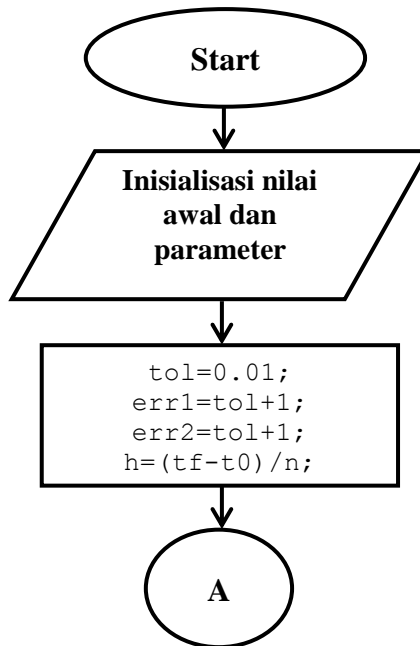 Start
Inisialisasi nilai
awal dan
parameter
tol=0.01;
err1=tol+1;
err2=tol+1;
h=(tf-t0)/n;
A